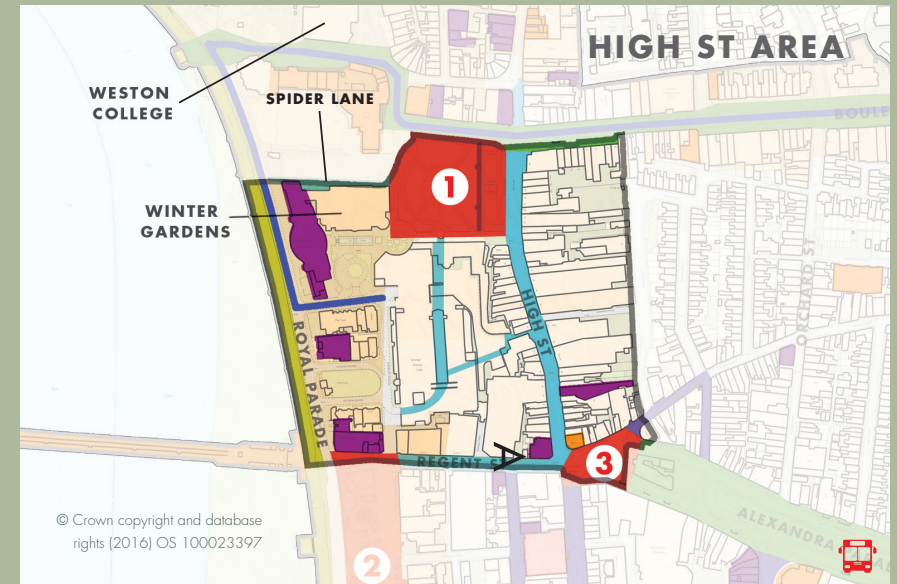 HIGH ST AREA
WESTON
COLLEGE
SPIDER LANE
BOULE
1
WINTER
GARDENS
ORCHARD ST
HIGH ST
ROYAL PARADE
REGENT S
A
3
ALEXANDRA PARA
© Crown copyright and database
rights (2016) OS 100023397
2